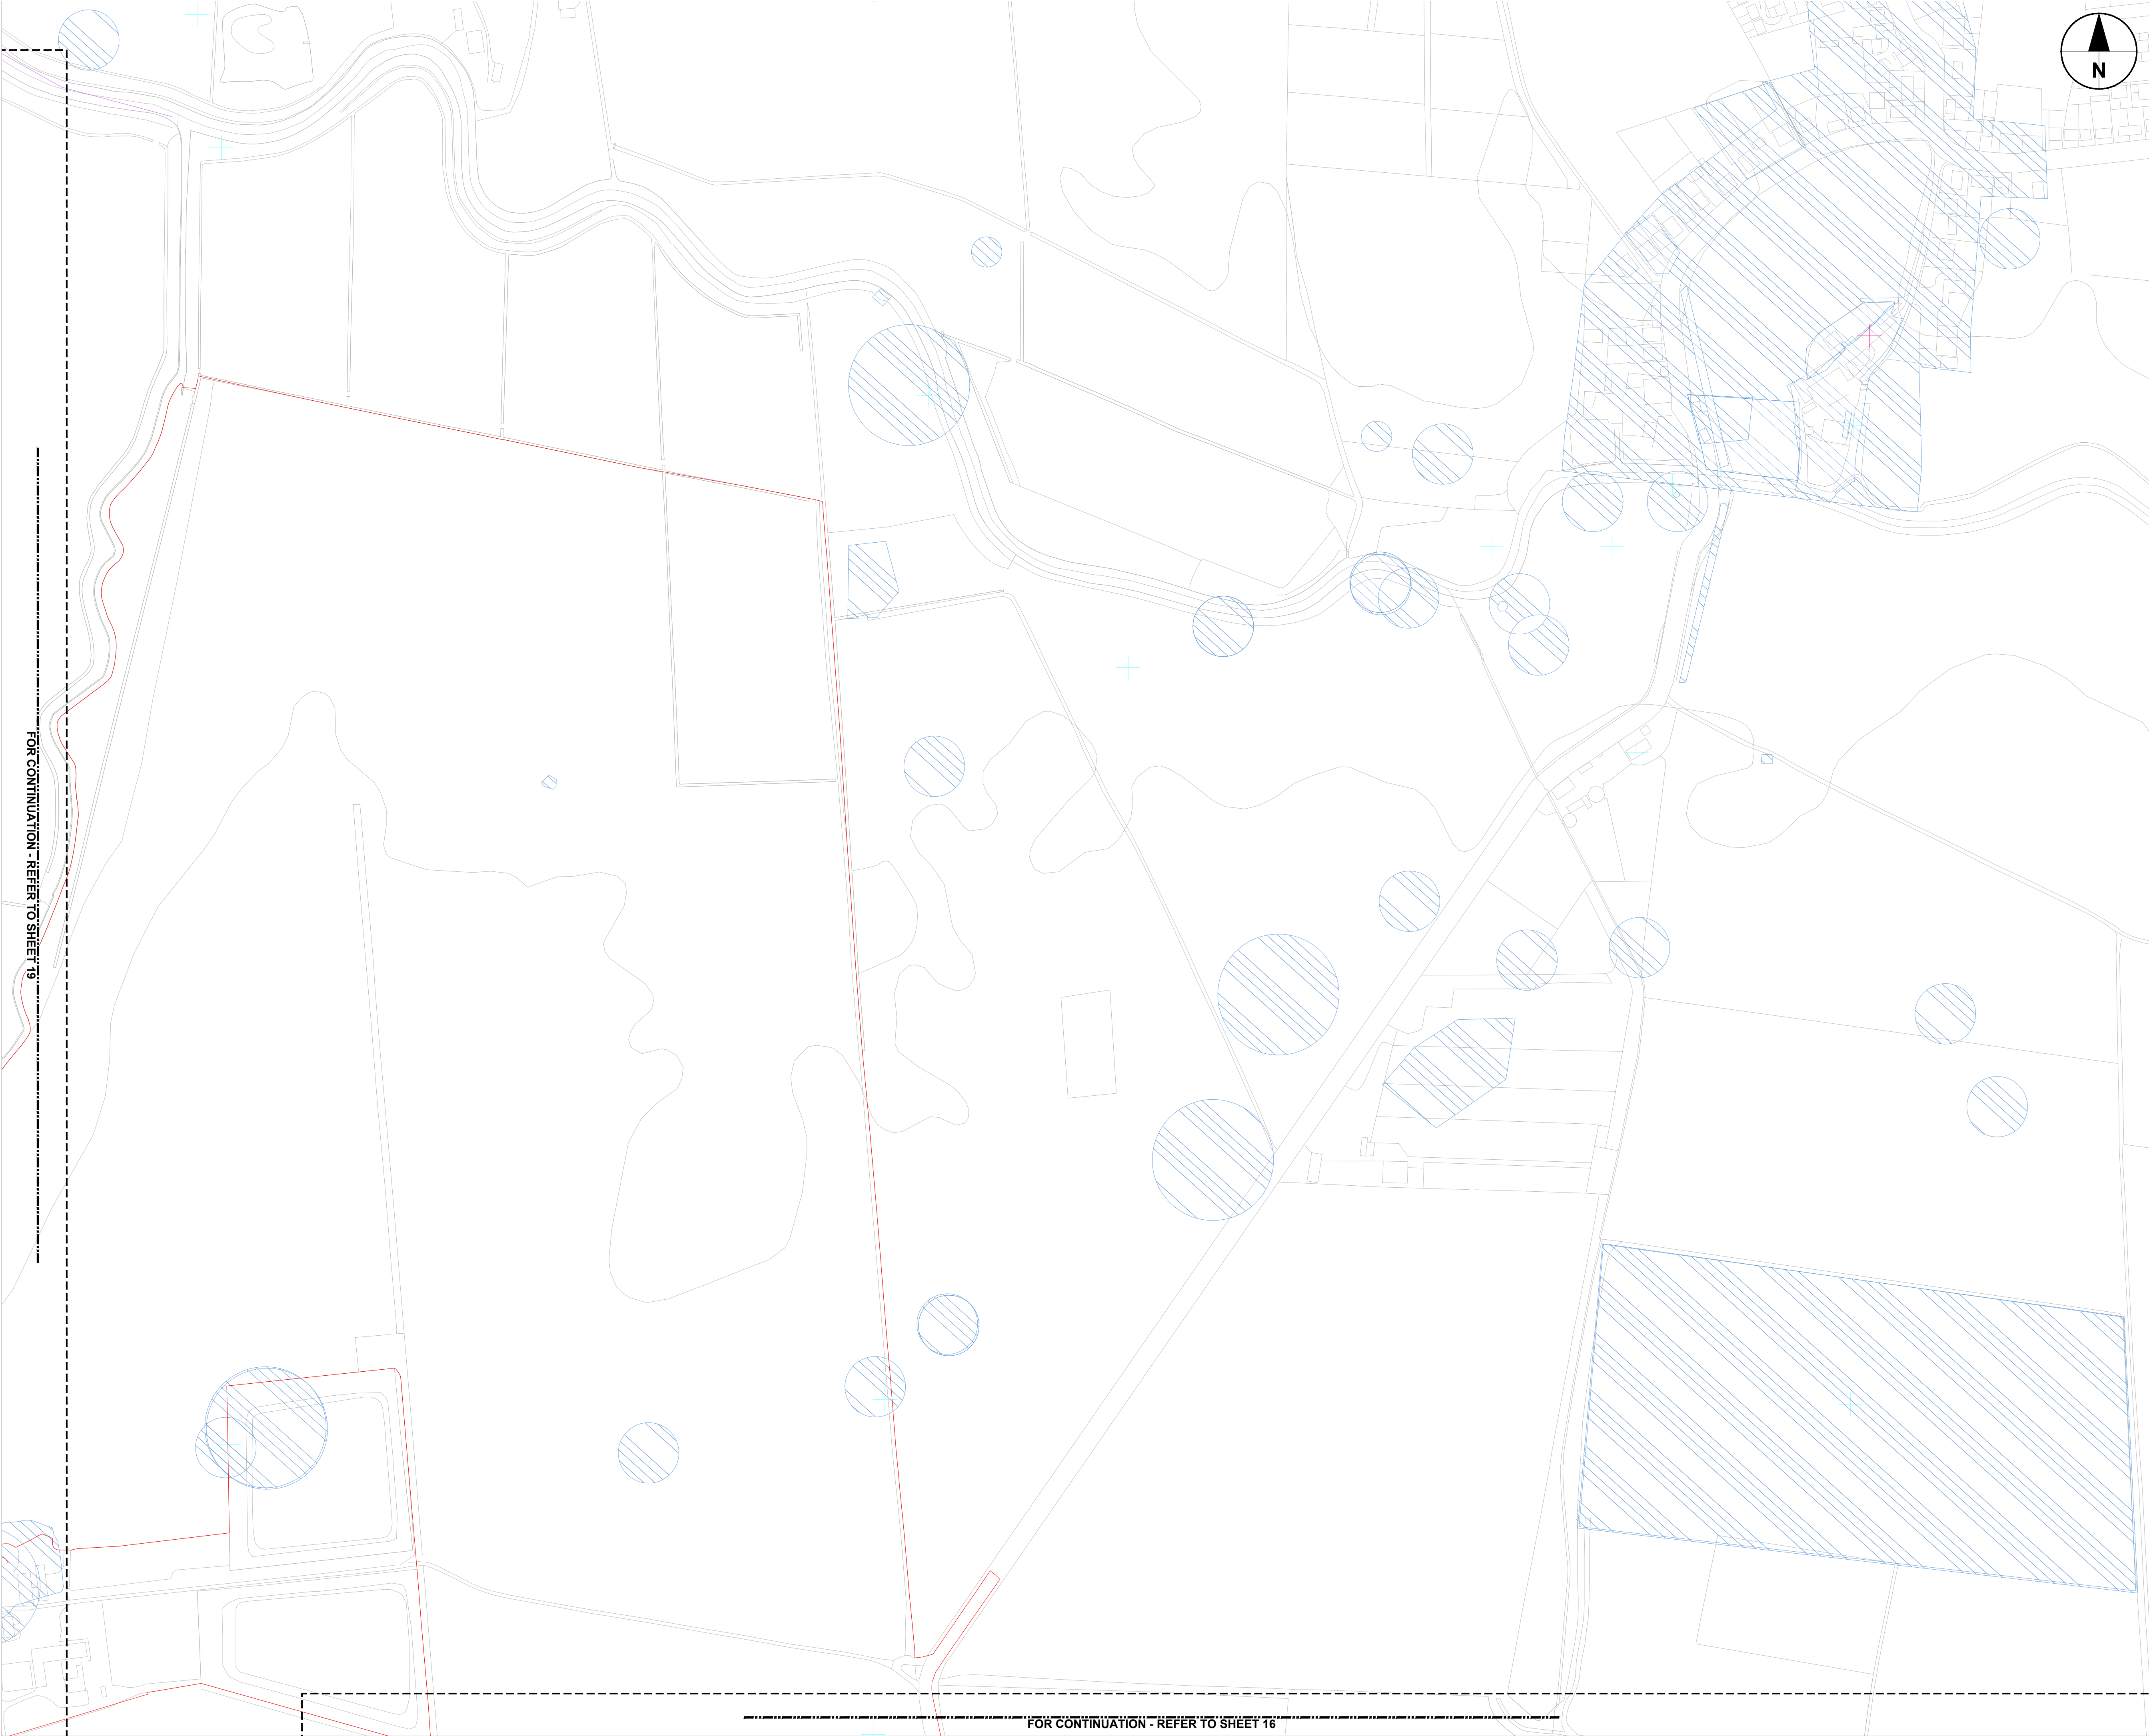 N
FOR CONTINUATION - REFER TO SHEET 19
FOR CONTINUATION - REFER TO SHEET 16